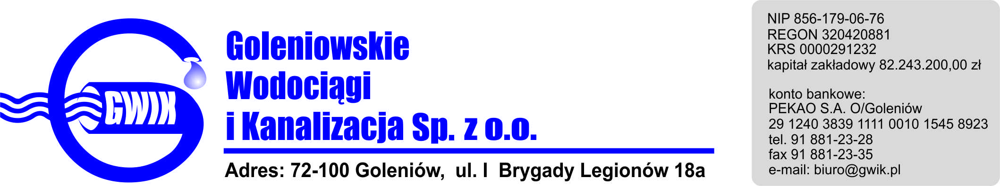 GWIK
Goleniowskie
Wodociągi
i Kanalizacja Sp. z o.o.
Adres: 72-100 Goleniów, ul. I Brygady Legionów 18a
NIP 856-179-06-76
REGON 320420881
KRS 0000291232
kapitał zakładowy 82.243.200,00 zł
konto bankowe:
PEKAO S.A. O/Goleniów
29 1240 3839 1111 0010 1545 8923
tel. 91 881-23-28
fax 91 881-23-35
e-mail: biuro@gwik.pl